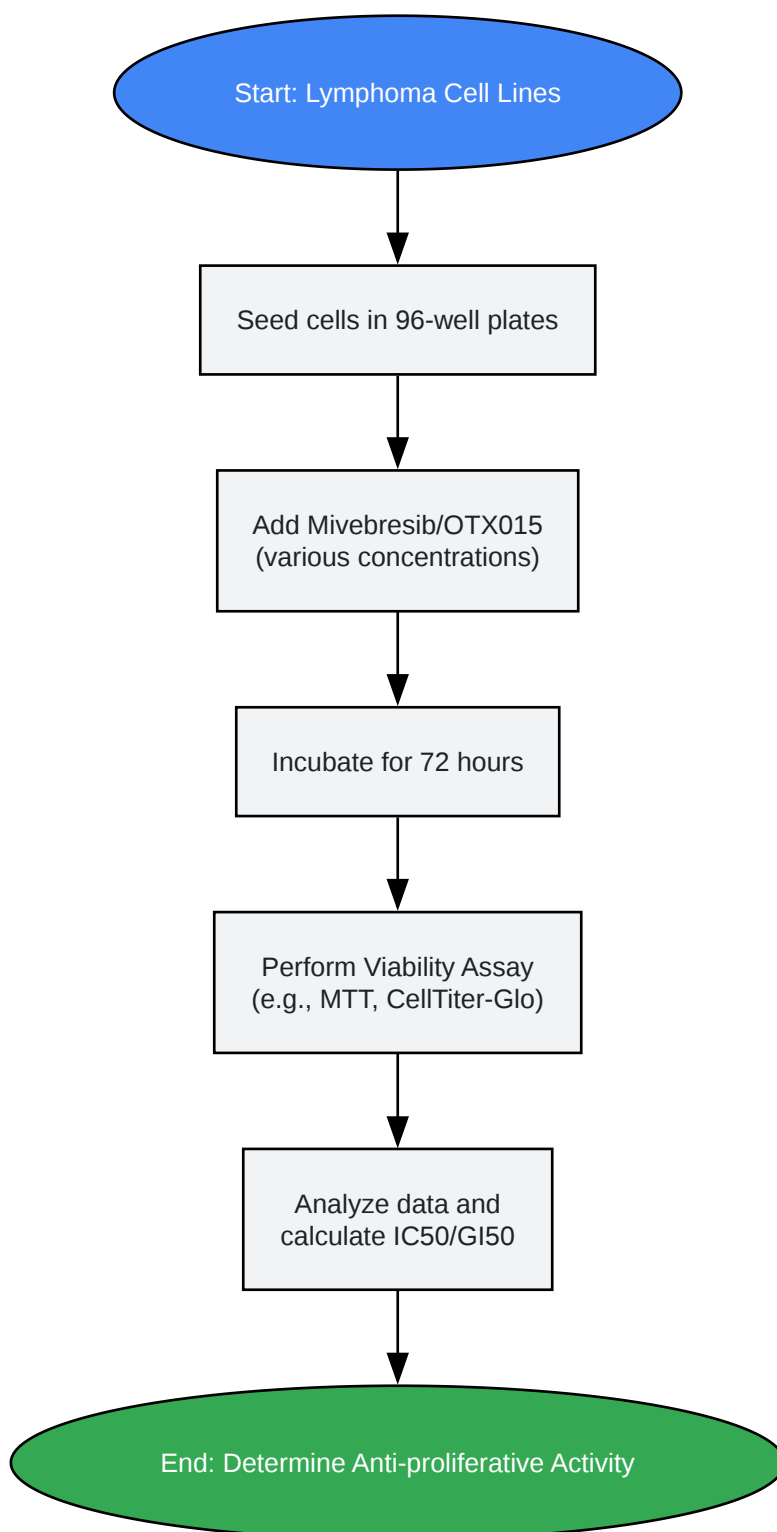 Start: Lymphoma Cell Lines
Seed cells in 96-well plates
Add Mivebresib/OTX015
(various concentrations)
Incubate for 72 hours
Perform Viability Assay
(e.g., MTT, CellTiter-Glo)
Analyze data and
calculate IC50/GI50
End: Determine Anti-proliferative Activity